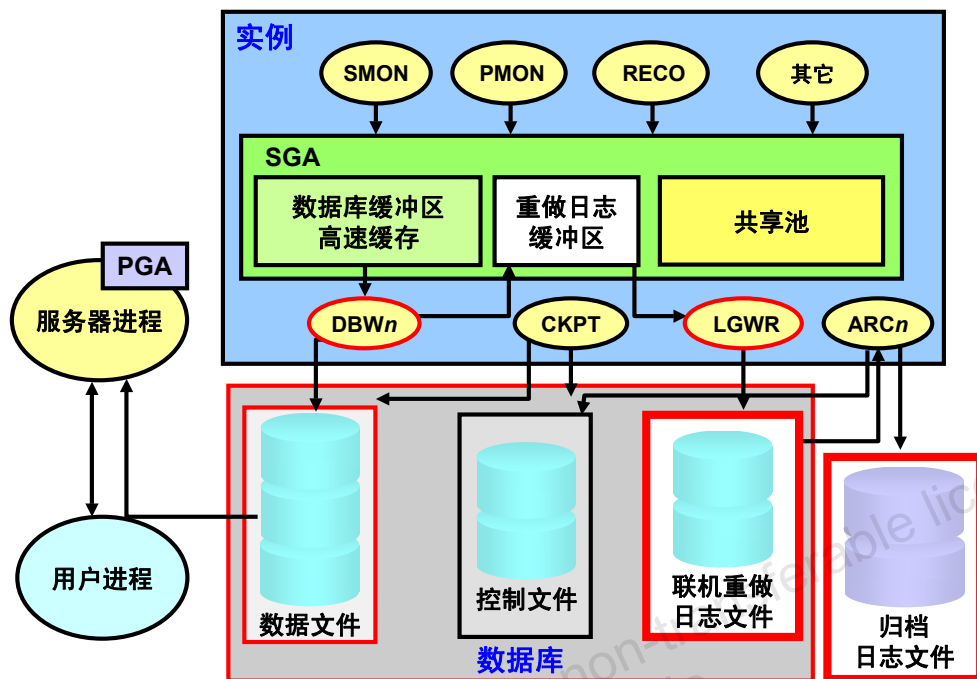 实例
SMON
PMON
RECO
其它
SGA
数据库缓冲区
高速缓存
重做日志
缓冲区
共享池
PGA
服务器进程
DBWn
CKPT
LGWR
ARCn
用户进程
数据文件
控制文件
联机重做
日志文件
归档
日志文件
数据库